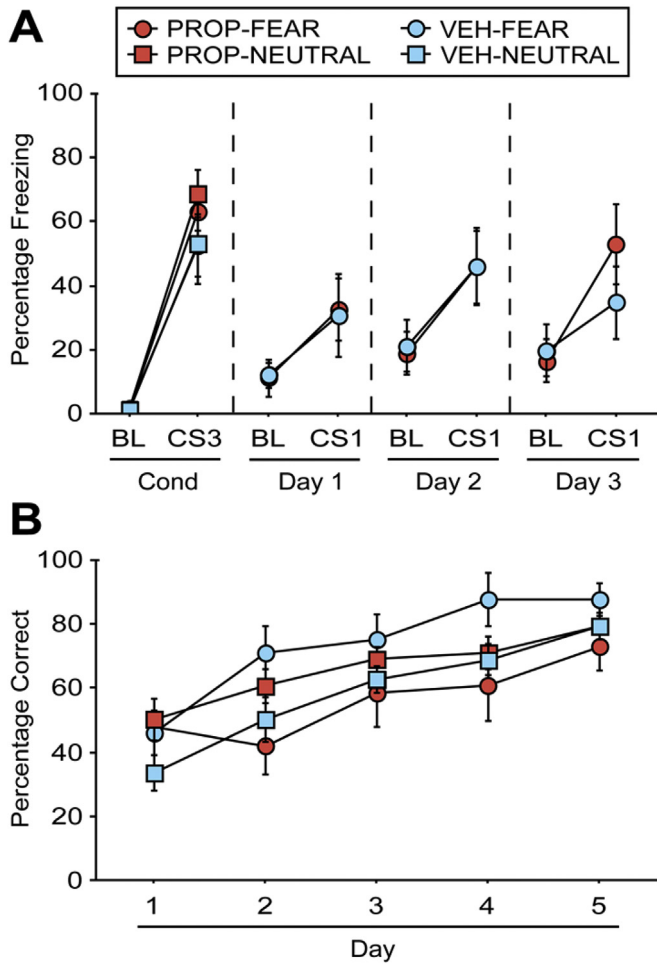 A
PROP-FEAR VEH-FEAR
PROP-NEUTRAL VEH-NEUTRAL
Percentage Freezing
100
80
60
40
20
0
BL CS3 BL CS1 BL CS1 BL CS1
Cond Day 1 Day 2 Day 3
B
Percentage Correct
100
80
60
40
20
0
1 2 3 4 5
Day